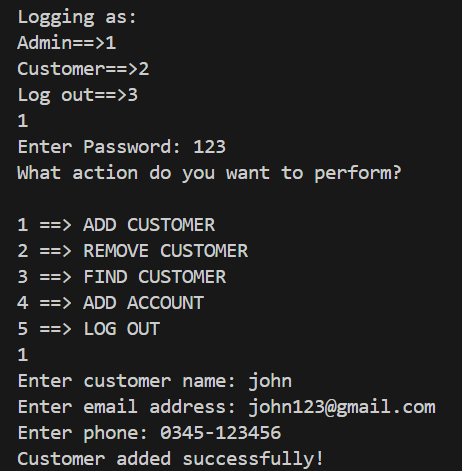 Logging as:
Admin==>1
Customer==>2
Log out==>3
1
Enter Password: 123
What action do you want to perform?
1 ==> ADD CUSTOMER
2 ==> REMOVE CUSTOMER
3 ==> FIND CUSTOMER
4 ==> ADD ACCOUNT
5 ==> LOG OUT
1
Enter customer name: john
Enter email address: john123@gmail.com
Enter phone: 0345-123456
Customer added successfully!